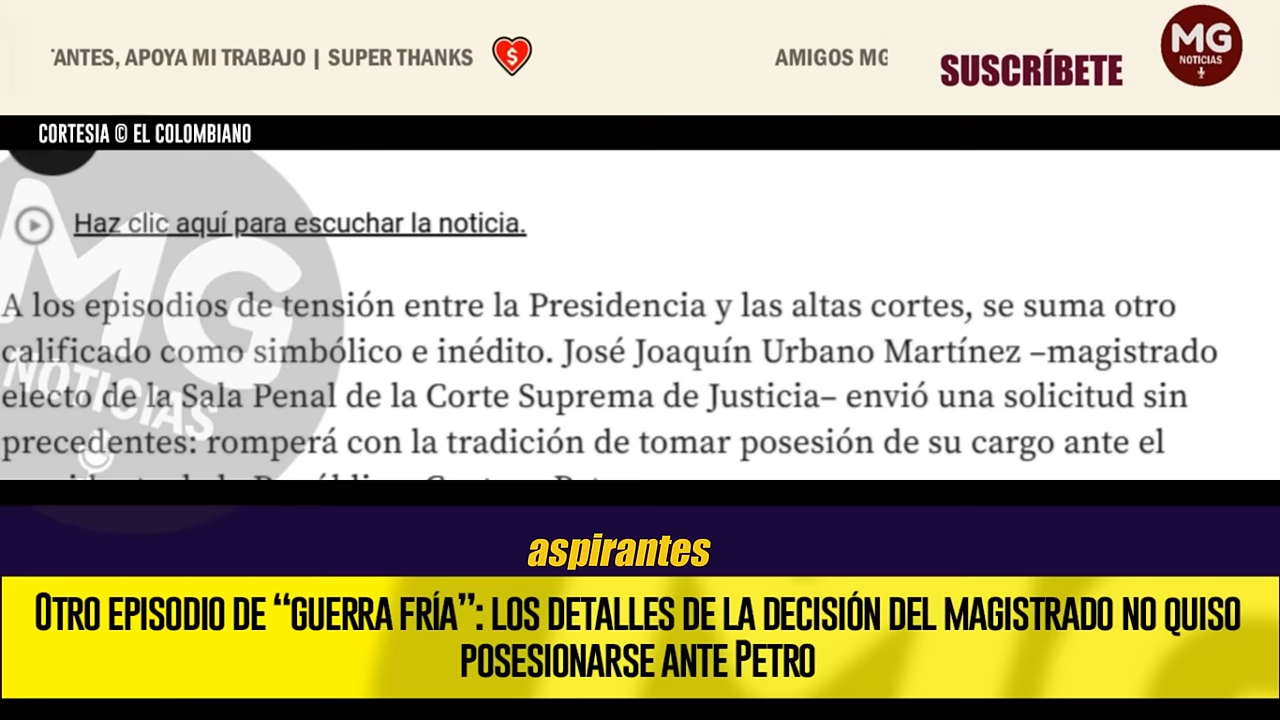 TANTES, APOYA MI TRABAJO | SUPER THANKS
AMIGOS MG
SUSCRÍBETE
MG
NOTICIAS
CORTESIA © EL COLOMBIANO
MG
NOTICIAS
Haz clic aquí para escuchar la noticia.
A los episodios de tensión entre la Presidencia y las altas cortes, se suma otro
calificado como simbólico e inédito. José Joaquín Urbano Martínez –magistrado
electo de la Sala Penal de la Corte Suprema de Justicia– envió una solicitud sin
precedentes: romperá con la tradición de tomar posesión de su cargo ante el
aspirantes
OTRO EPISODIO DE “GUERRA FRÍA”: LOS DETALLES DE LA DECISIÓN DEL MAGISTRADO NO QUISO
POSESIONARSE ANTE PETRO